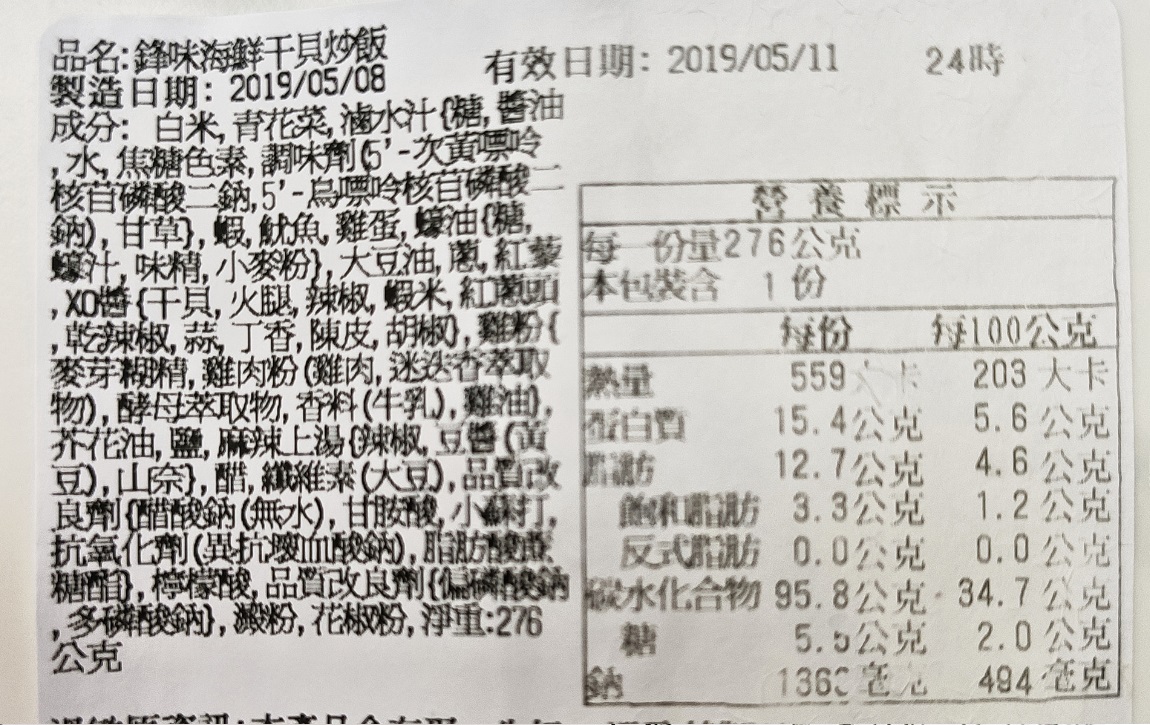 品名:鋒味海鮮干貝炒飯
製造日期: 2019/05/08
有效日期: 2019/05/11 24時
成分: 白米,青花菜,滷水汁{糖,醬油
,水,焦糖色素,調味劑(5'-次黃嘌呤
核苷磷酸二鈉,5'-鳥嘌呤核苷磷酸二
鈉),甘草},蝦,魷魚,雞蛋,蠔油{糖,
蠔汁,味精,小麥粉},大豆油,蔥,紅藜
,XO醬{干貝,火腿,辣椒,蝦米,紅蔥頭
,乾辣椒,蒜,丁香,陳皮,胡椒},雞粉{
麥芽糊精,雞肉粉(雞肉,迷迭香萃取
物),酵母萃取物,香料(牛乳),雞油},
芥花油,鹽,麻辣上湯{辣椒,豆醬(黃
豆),山奈},醋,纖維素(大豆),品質改
良劑{醋酸鈉(無水),甘胺酸,小蘇打,
抗氧化劑(異抗壞血酸鈉),脂肪酸蔗
糖酯},檸檬酸,品質改良劑{偏磷酸鈉
,多磷酸鈉},澱粉,花椒粉,淨重:276
公克
營養標示
每一份量276公克
本包裝含 1 份
每份 每100公克
熱量 559大卡 203 大卡
蛋白質 15.4公克 5.6 公克
脂肪 12.7公克 4.6 公克
飽和脂肪 3.3公克 1.2 公克
反式脂肪 0.0公克 0.0 公克
碳水化合物 95.8公克 34.7 公克
糖 5.5公克 2.0 公克
鈉 毫克 494 毫克